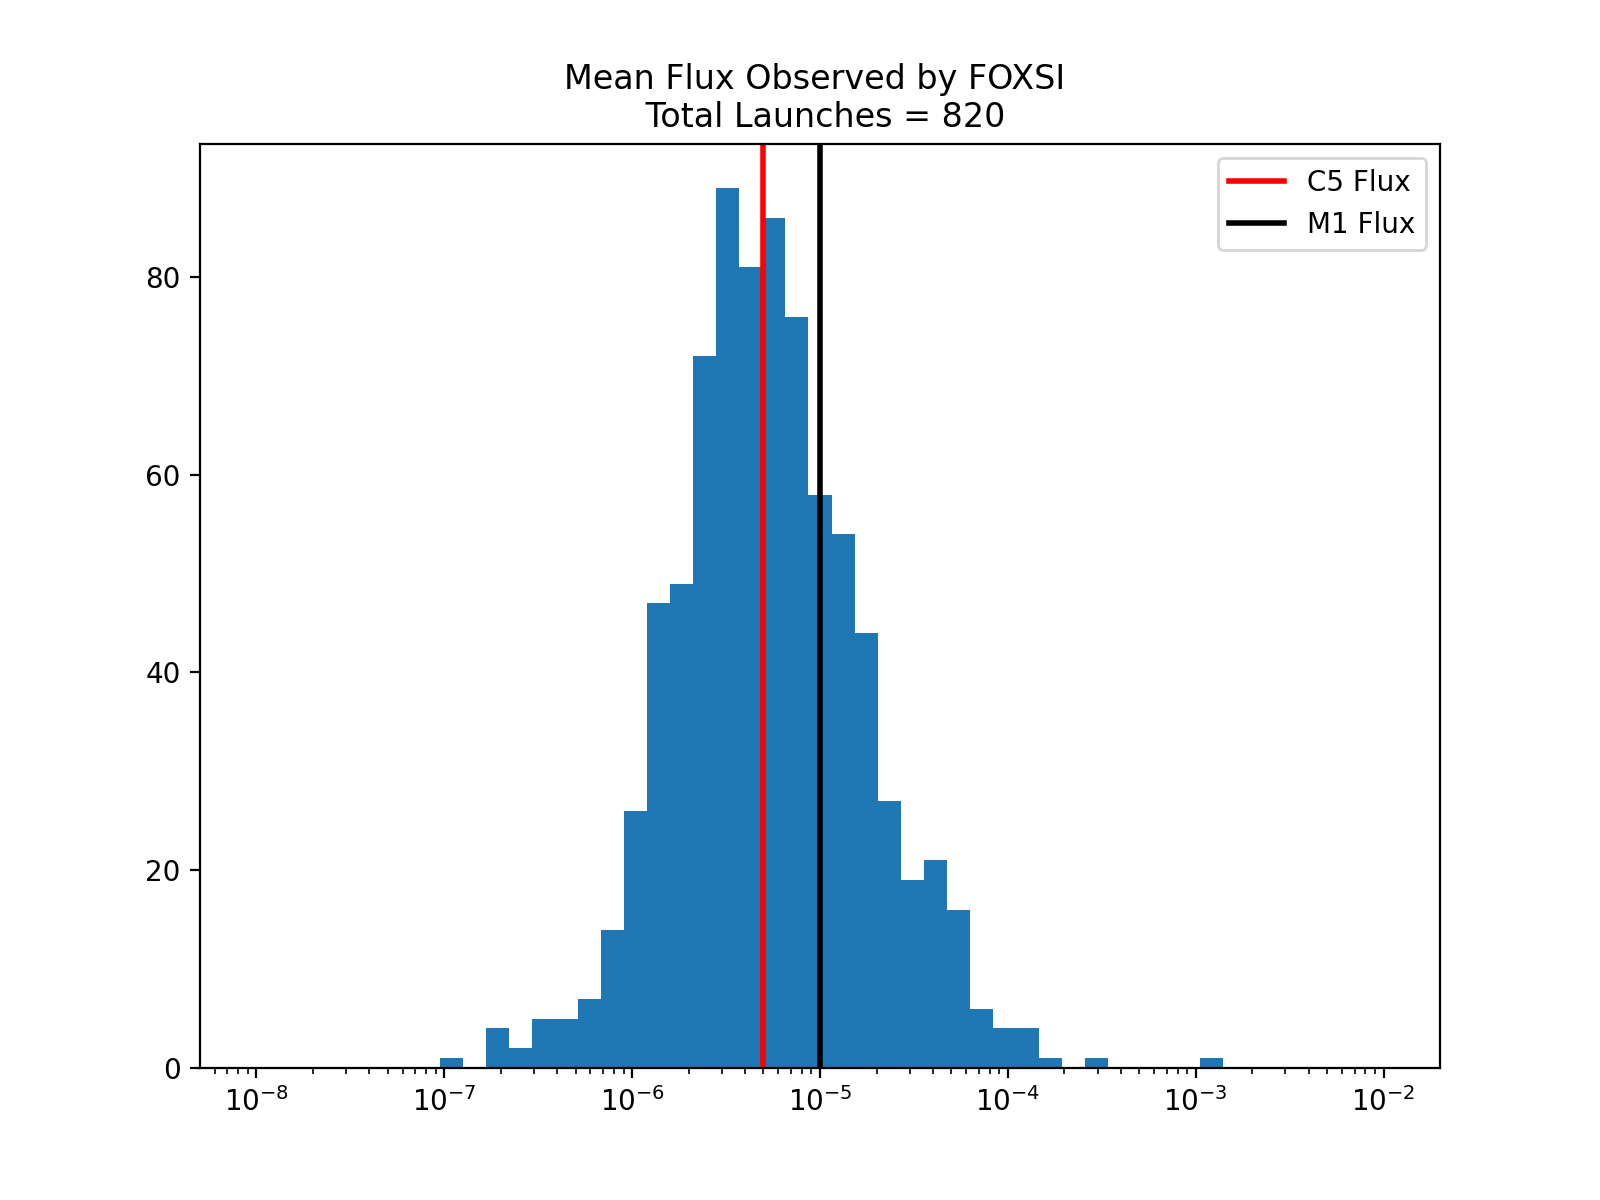 Mean Flux Observed by FOXSI
Total Launches = 820
C5 Flux
M1 Flux
80
60
40
20
0
10⁻⁸ 10⁻⁷ 10⁻⁶ 10⁻⁵ 10⁻⁴ 10⁻³ 10⁻²